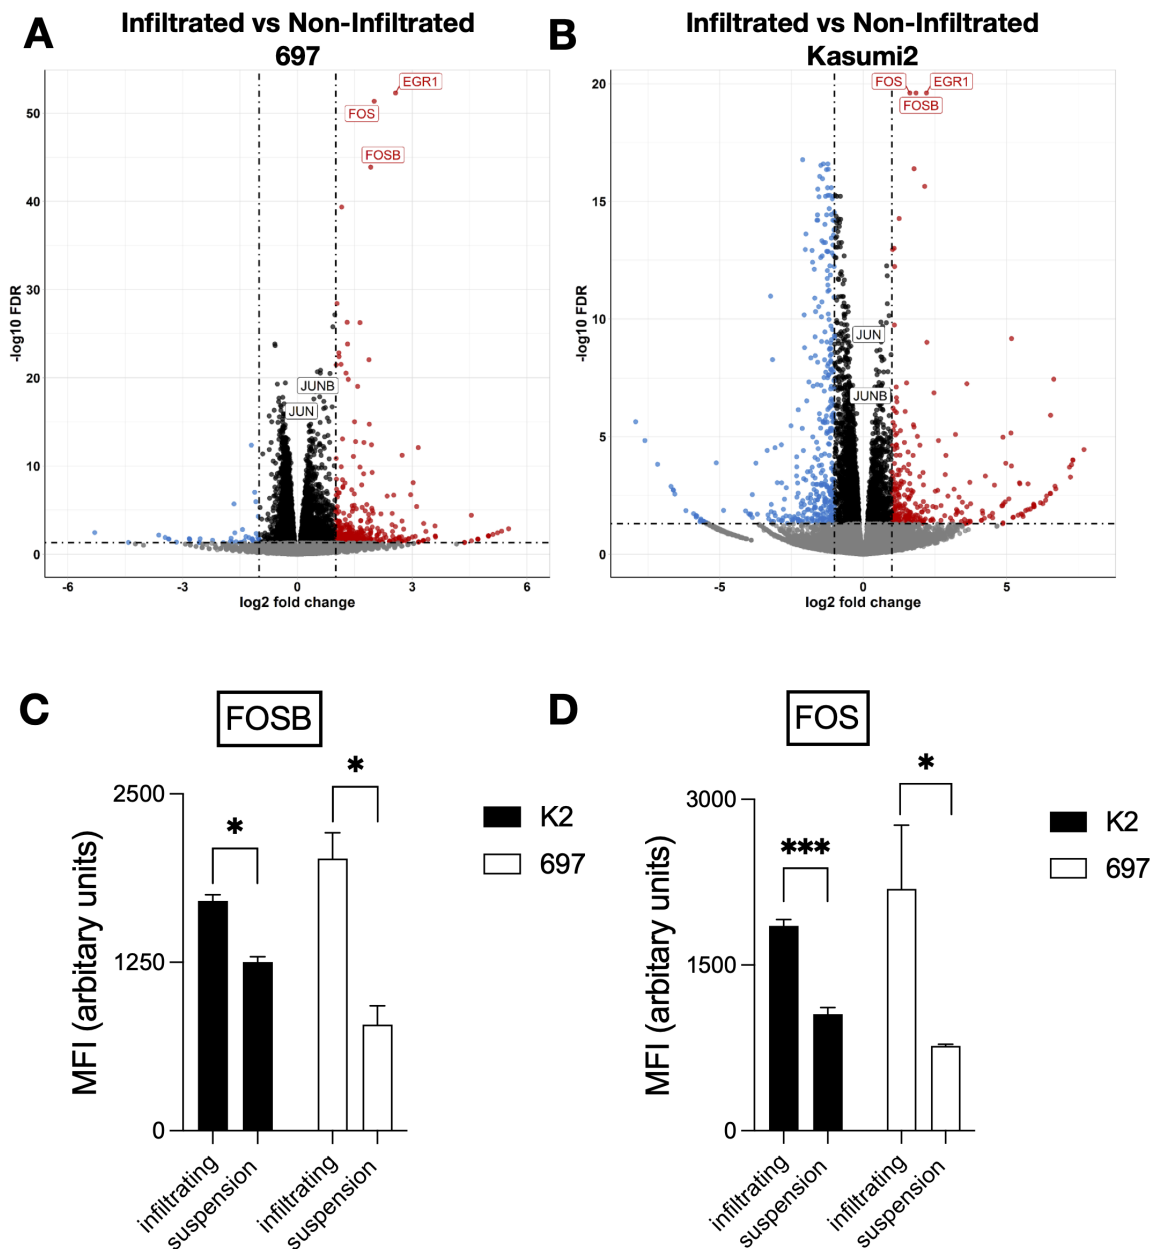 A
Infiltrated vs Non-Infiltrated
697
-log10 FDR
50
40
30
20
10
0
EGR1
FOS
FOSB
JUNB
JUN
-6
-3
0
3
6
log2 fold change
B
Infiltrated vs Non-Infiltrated
Kasumi2
-log10 FDR
20
15
10
5
0
FOS
EGR1
FOSB
JUN
JUNB
-5
0
5
log2 fold change
C
FOSB
MFI (arbitary units)
2500
1250
0
*
*
K2
697
infiltrating
suspension
infiltrating
suspension
D
FOS
MFI (arbitary units)
3000
1500
0
***
*
K2
697
infiltrating
suspension
infiltrating
suspension